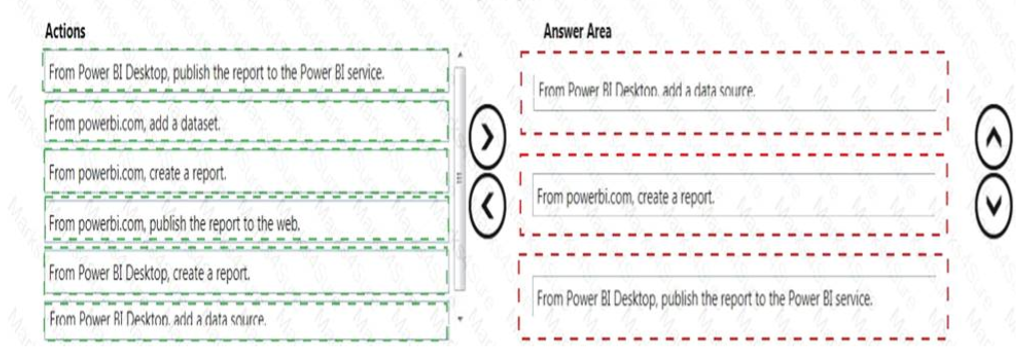 Actions
From Power BI Desktop, publish the report to the Power BI service.
From powerbi.com, add a dataset.
From powerbi.com, create a report.
From powerbi.com, publish the report to the web.
From Power BI Desktop, create a report.
From Power BI Desktop, add a data source.
Answer Area
From Power BI Desktop, add a data source.
From powerbi.com, create a report.
From Power BI Desktop, publish the report to the Power BI service.